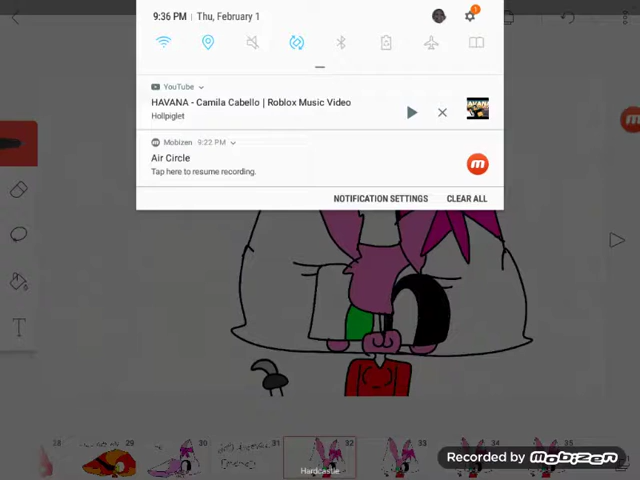 9:36 PM | Thu, February 1
1
YouTube
HAVANA - Camila Cabello | Roblox Music Video
Hollpiglet
Mobizen 9:22 PM
Air Circle
Tap here to resume recording.
m
NOTIFICATION SETTINGS CLEAR ALL
m
T
29 30 31 32 33 34 35
Hardcastle
Recorded by mobizen